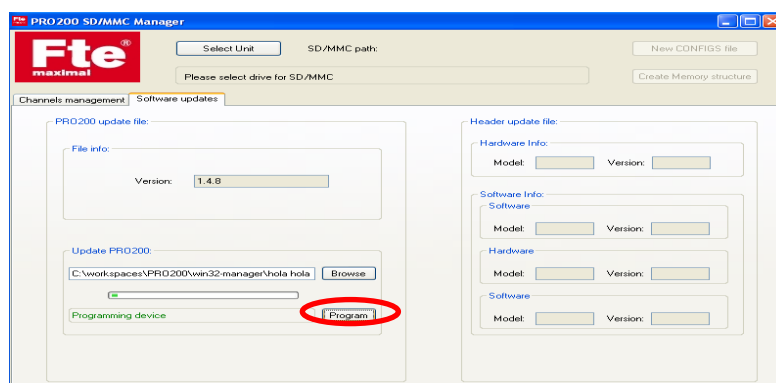 PRO200 SD/MMC Manager
Fte®
maximal
Select Unit
SD/MMC path:
New CONFIGS file
Please select drive for SD/MMC
Create Memory structure
Channels management
Software updates
PRO200 update file:
File info:
Version:
1.4.8
Update PRO200:
C:\workspaces\PRO200\win32-manager\hola hola
Browse
Programming device
Program
Header update file:
Hardware Info:
Model:
Version:
Software Info:
Software
Model:
Version:
Hardware
Model:
Version:
Software
Model:
Version: